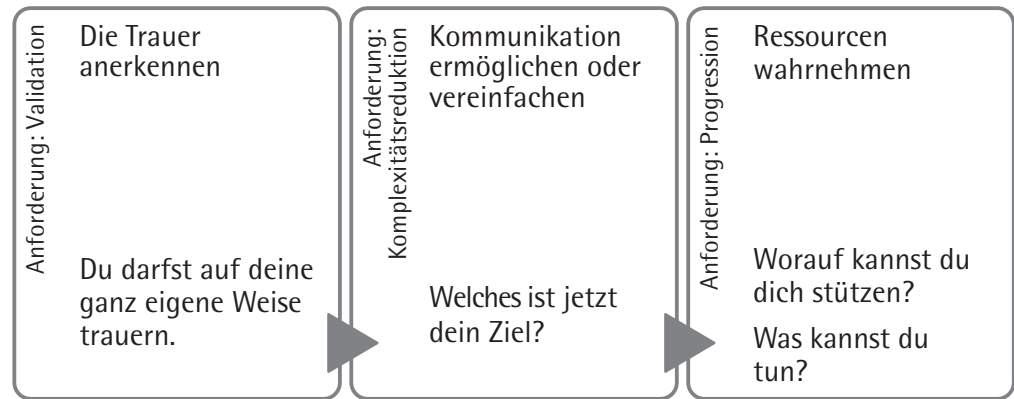 Anforderung: Validation
Die Trauer
anerkennen
Du darfst auf deine
ganz eigene Weise
trauern.
Anforderung:
Komplexitätsreduktion
Kommunikation
ermöglichen oder
vereinfachen
Welches ist jetzt
dein Ziel?
Anforderung: Progression
Ressourcen
wahrnehmen
Worauf kannst du
dich stützen?
Was kannst du
tun?